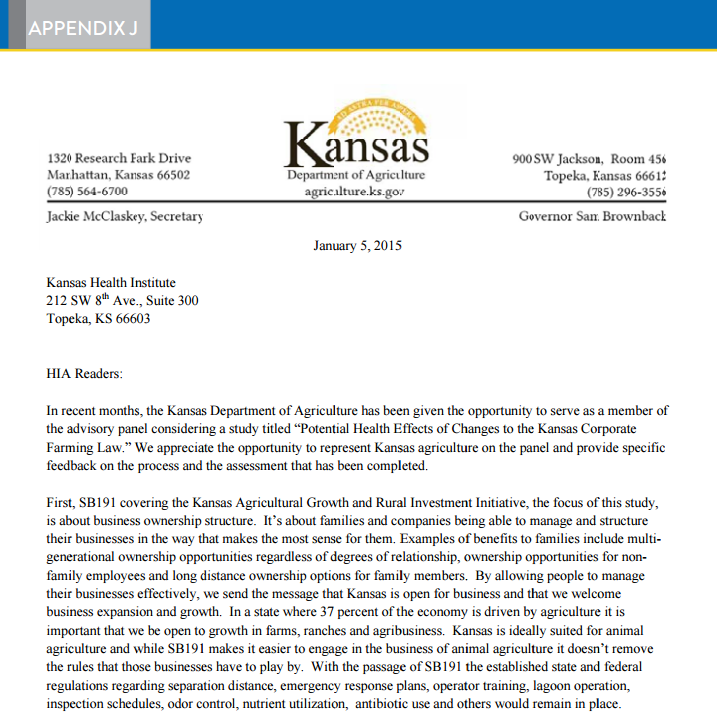 APPENDIX J
AD ASTRA PER ASPERA
Kansas
Department of Agriculture
agriculture.ks.gov
1320 Research Park Drive
Manhattan, Kansas 66502
(785) 564-6700
900 SW Jackson, Room 456
Topeka, Kansas 66612
(785) 296-3556
Jackie McClaskey, Secretary
Governor Sam Brownback
January 5, 2015
Kansas Health Institute
212 SW 8th Ave., Suite 300
Topeka, KS 66603
HIA Readers:
In recent months, the Kansas Department of Agriculture has been given the opportunity to serve as a member of
the advisory panel considering a study titled “Potential Health Effects of Changes to the Kansas Corporate
Farming Law.” We appreciate the opportunity to represent Kansas agriculture on the panel and provide specific
feedback on the process and the assessment that has been completed.
First, SB191 covering the Kansas Agricultural Growth and Rural Investment Initiative, the focus of this study,
is about business ownership structure. It’s about families and companies being able to manage and structure
their businesses in the way that makes the most sense for them. Examples of benefits to families include multi-
generational ownership opportunities regardless of degrees of relationship, ownership opportunities for non-
family employees and long distance ownership options for family members. By allowing people to manage
their businesses effectively, we send the message that Kansas is open for business and that we welcome
business expansion and growth. In a state where 37 percent of the economy is driven by agriculture it is
important that we be open to growth in farms, ranches and agribusiness. Kansas is ideally suited for animal
agriculture and while SB191 makes it easier to engage in the business of animal agriculture it doesn’t remove
the rules that those businesses have to play by. With the passage of SB191 the established state and federal
regulations regarding separation distance, emergency response plans, operator training, lagoon operation,
inspection schedules, odor control, nutrient utilization, antibiotic use and others would remain in place.